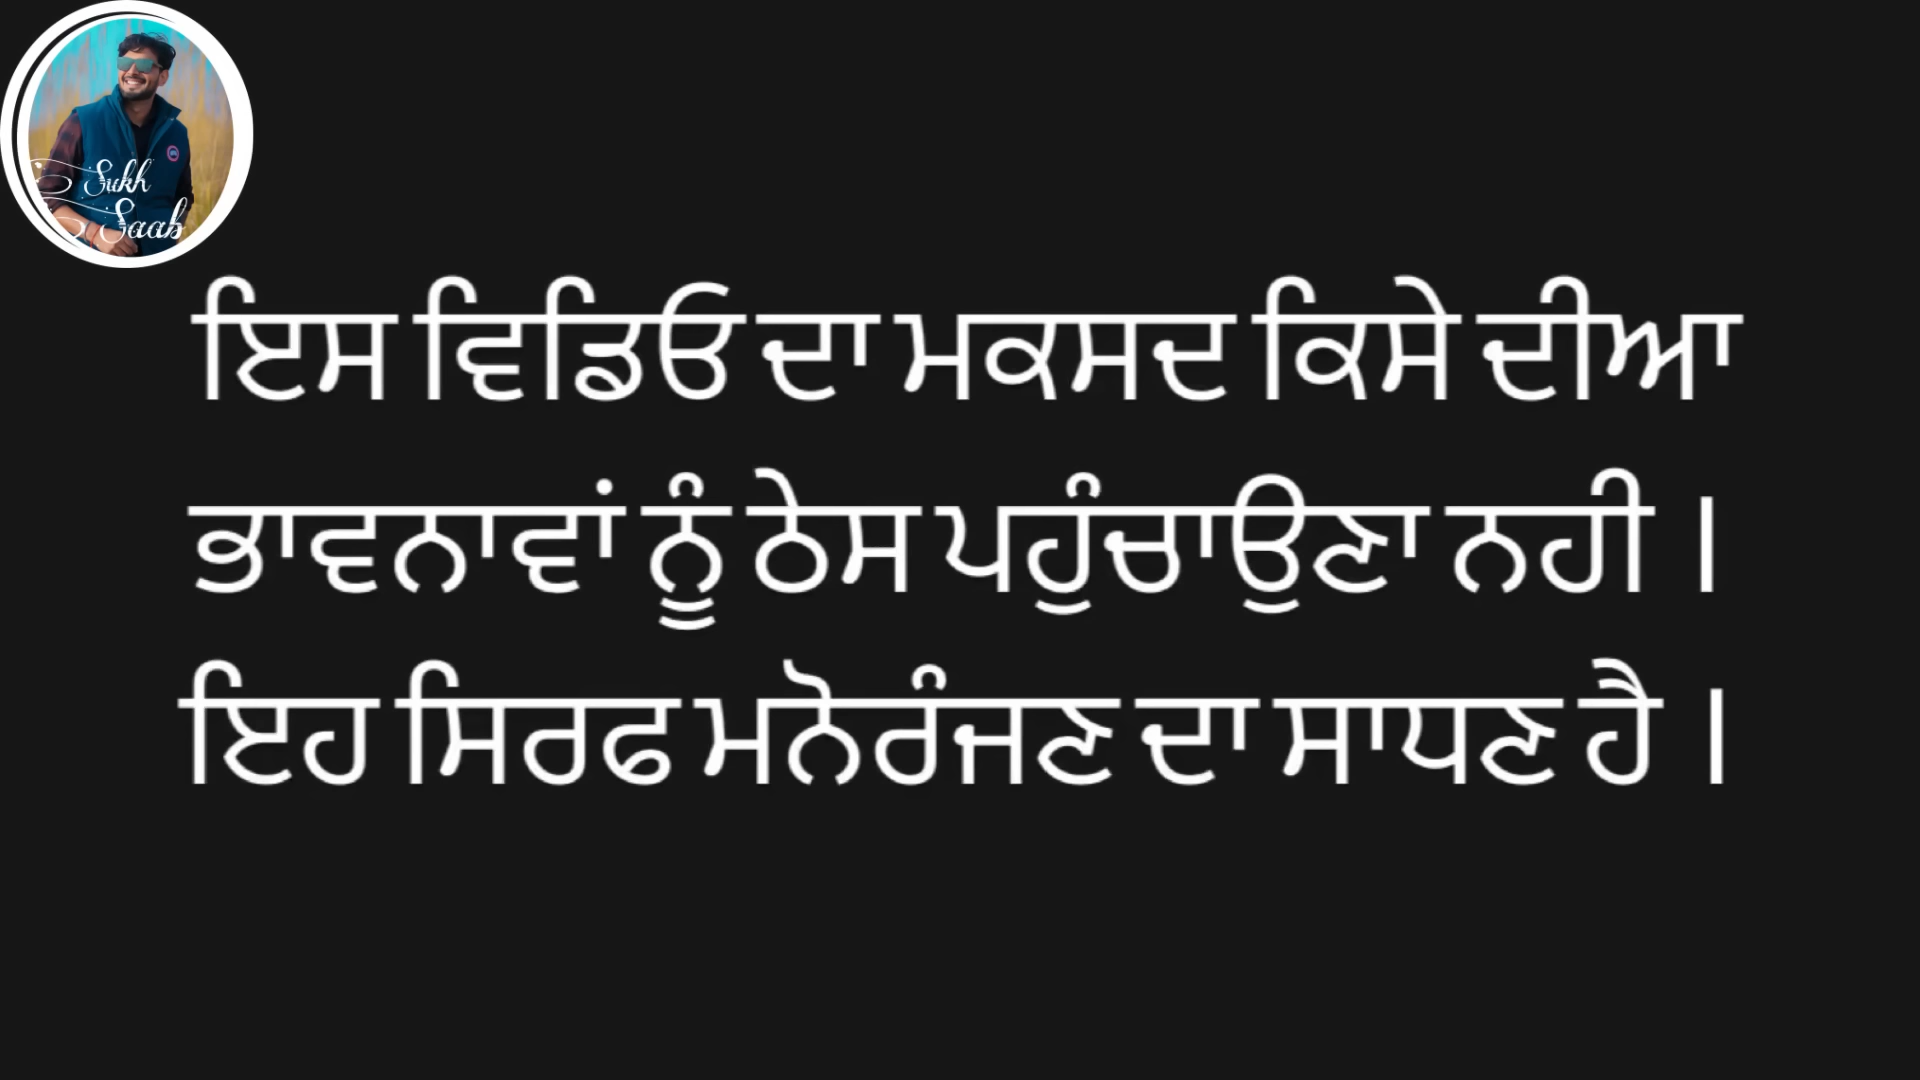 Sukh
Saab
ਇਸ ਵਿਡਿਓ ਦਾ ਮਕਸਦ ਕਿਸੇ ਦੀਆ
ਭਾਵਨਾਵਾਂ ਨੂੰ ਠੇਸ ਪਹੁੰਚਾਉਣਾ ਨਹੀ ।
ਇਹ ਸਿਰਫ ਮਨੋਰੰਜਣ ਦਾ ਸਾਧਣ ਹੈ ।